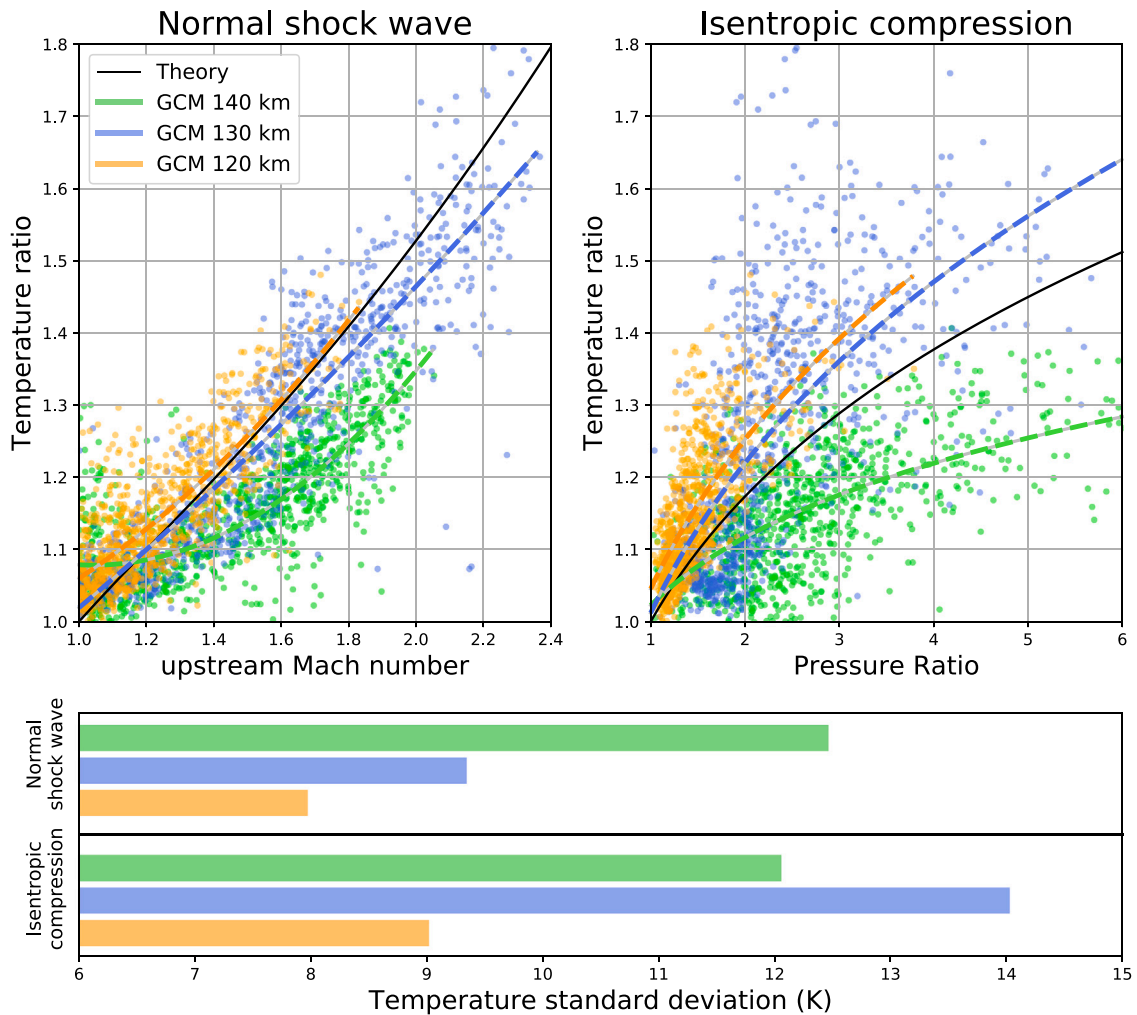 Normal shock wave
Isentropic compression
Theory
GCM 140 km
GCM 130 km
GCM 120 km
Temperature ratio
1.8
1.7
1.6
1.5
1.4
1.3
1.2
1.1
1.0
1.0 1.2 1.4 1.6 1.8 2.0 2.2 2.4
upstream Mach number
Temperature ratio
1.8
1.7
1.6
1.5
1.4
1.3
1.2
1.1
1.0
1 2 3 4 5 6
Pressure Ratio
Normal
shock wave
Isentropic
compression
6 7 8 9 10 11 12 13 14 15
Temperature standard deviation (K)